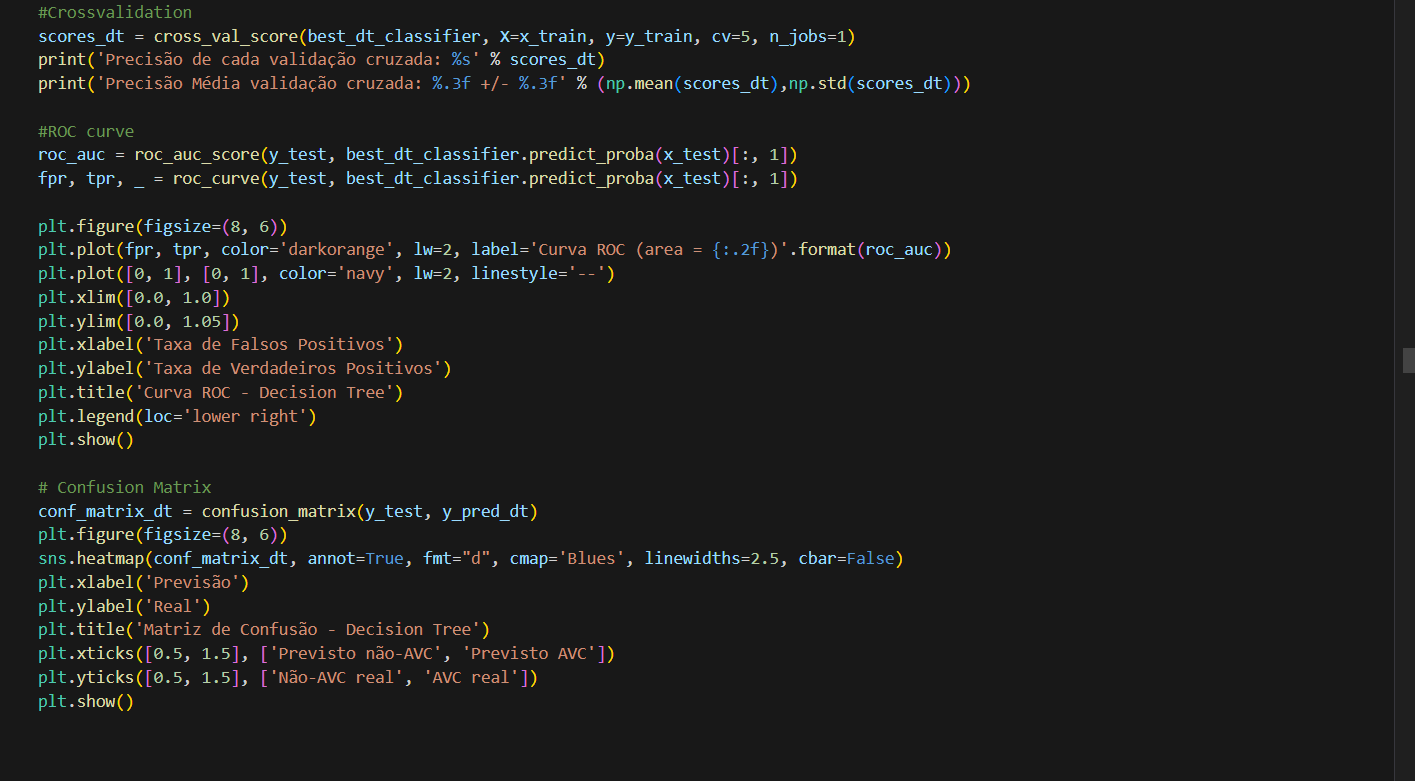 #Crossvalidation
scores_dt = cross_val_score(best_dt_classifier, X=x_train, y=y_train, cv=5, n_jobs=1)
print('Precisão de cada validação cruzada: %s' % scores_dt)
print('Precisão Média validação cruzada: %.3f +/- %.3f' % (np.mean(scores_dt),np.std(scores_dt)))
#ROC curve
roc_auc = roc_auc_score(y_test, best_dt_classifier.predict_proba(x_test)[:, 1])
fpr, tpr, _ = roc_curve(y_test, best_dt_classifier.predict_proba(x_test)[:, 1])
plt.figure(figsize=(8, 6))
plt.plot(fpr, tpr, color='darkorange', lw=2, label='Curva ROC (area = {:.2f})'.format(roc_auc))
plt.plot([0, 1], [0, 1], color='navy', lw=2, linestyle='--')
plt.xlim([0.0, 1.0])
plt.ylim([0.0, 1.05])
plt.xlabel('Taxa de Falsos Positivos')
plt.ylabel('Taxa de Verdadeiros Positivos')
plt.title('Curva ROC - Decision Tree')
plt.legend(loc='lower right')
plt.show()
# Confusion Matrix
conf_matrix_dt = confusion_matrix(y_test, y_pred_dt)
plt.figure(figsize=(8, 6))
sns.heatmap(conf_matrix_dt, annot=True, fmt="d", cmap='Blues', linewidths=2.5, cbar=False)
plt.xlabel('Previsão')
plt.ylabel('Real')
plt.title('Matriz de Confusão - Decision Tree')
plt.xticks([0.5, 1.5], ['Previsto não-AVC', 'Previsto AVC'])
plt.yticks([0.5, 1.5], ['Não-AVC real', 'AVC real'])
plt.show()